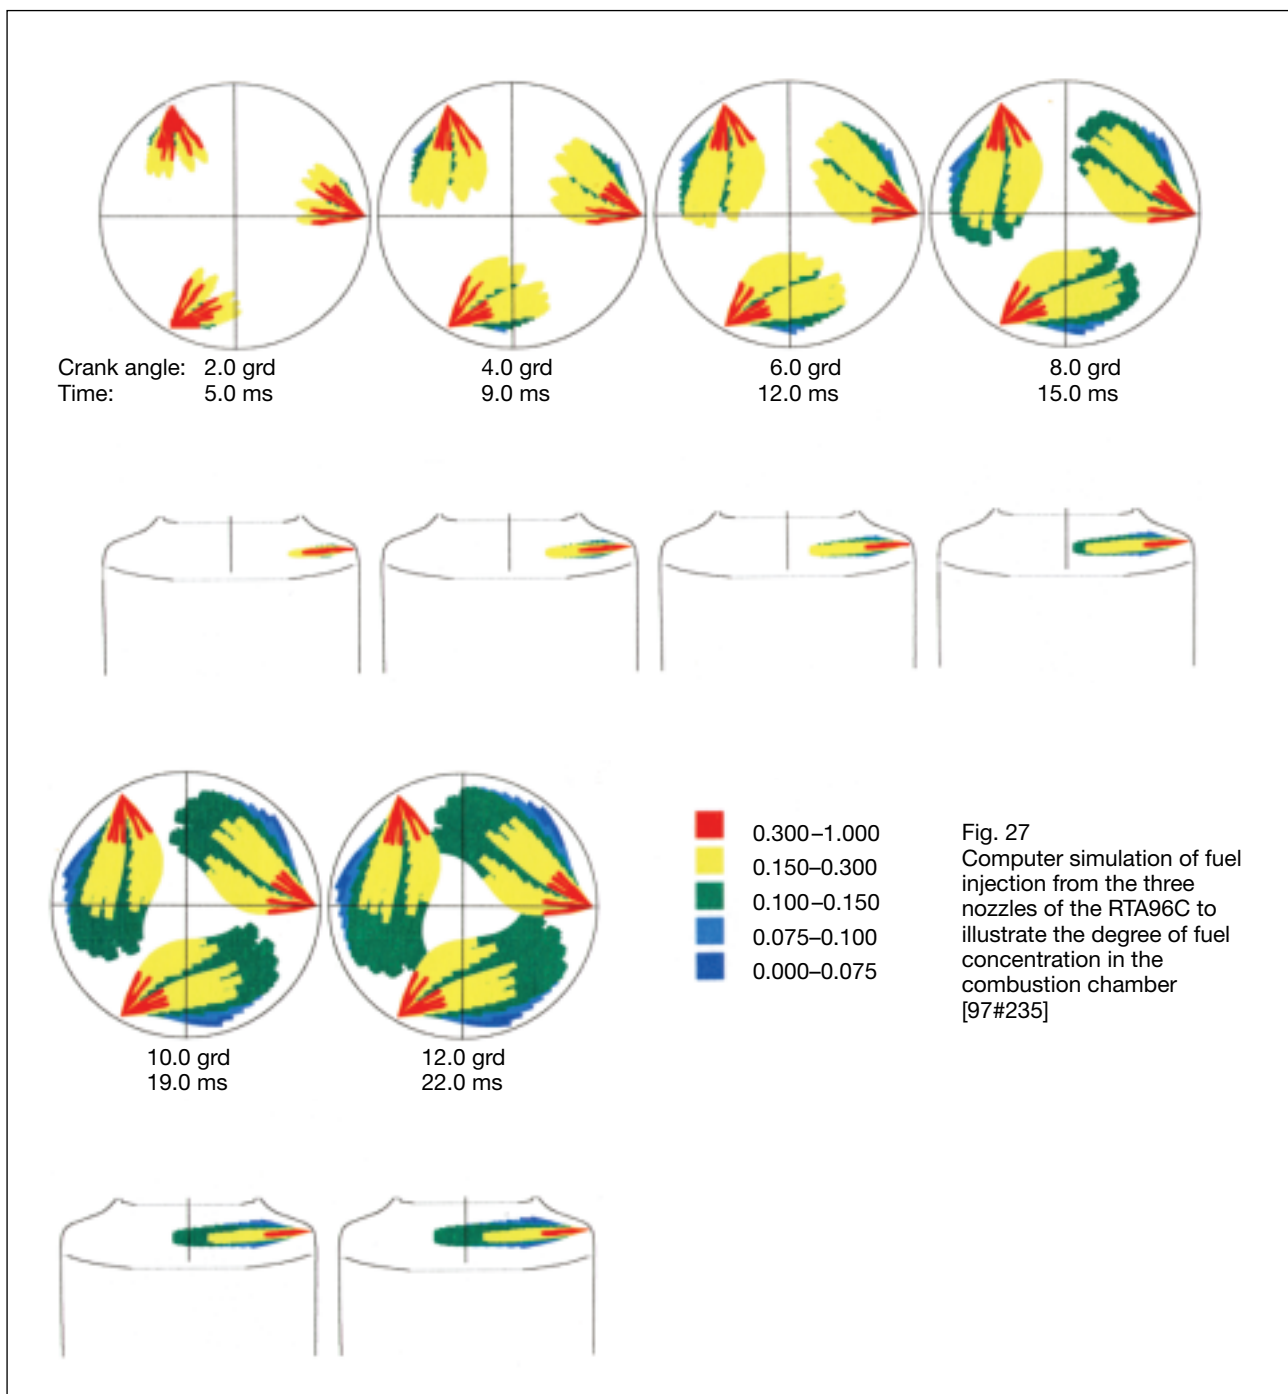 Crank angle: 2.0 grd 4.0 grd 6.0 grd 8.0 grd
Time: 5.0 ms 9.0 ms 12.0 ms 15.0 ms
10.0 grd 12.0 grd
19.0 ms 22.0 ms
0.300–1.000
0.150–0.300
0.100–0.150
0.075–0.100
0.000–0.075
Fig. 27
Computer simulation of fuel
injection from the three
nozzles of the RTA96C to
illustrate the degree of fuel
concentration in the
combustion chamber
[97#235]